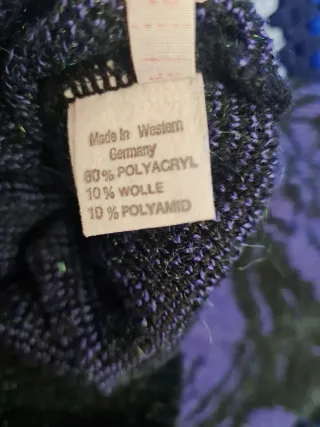 Made In Western
Germany
80% POLYACRYL
10% WOLLE
10% POLYAMID